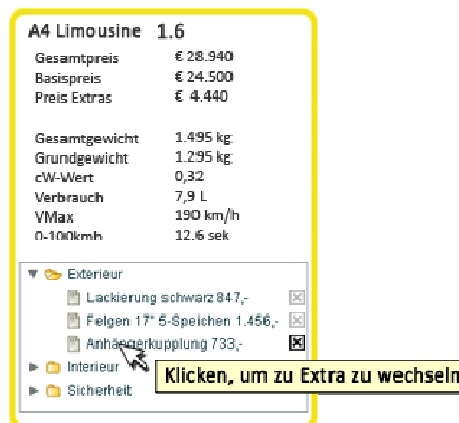 A4 Limousine 1.6
Gesamtpreis € 28.940
Basispreis € 24.500
Preis Extras € 4.440
Gesamtgewicht 1.495 kg
Grundgewicht 1.295 kg
cW-Wert 0,32
Verbrauch 7,9 L
VMax 190 km/h
0-100kmh 12.6 sek
Exterieur
Lackierung schwarz 847,-
Felgen 17" 5-Speichen 1.456,-
Anhängerkupplung 733,-
Interieur
Klicken, um zu Extra zu wechseln
Sicherheit